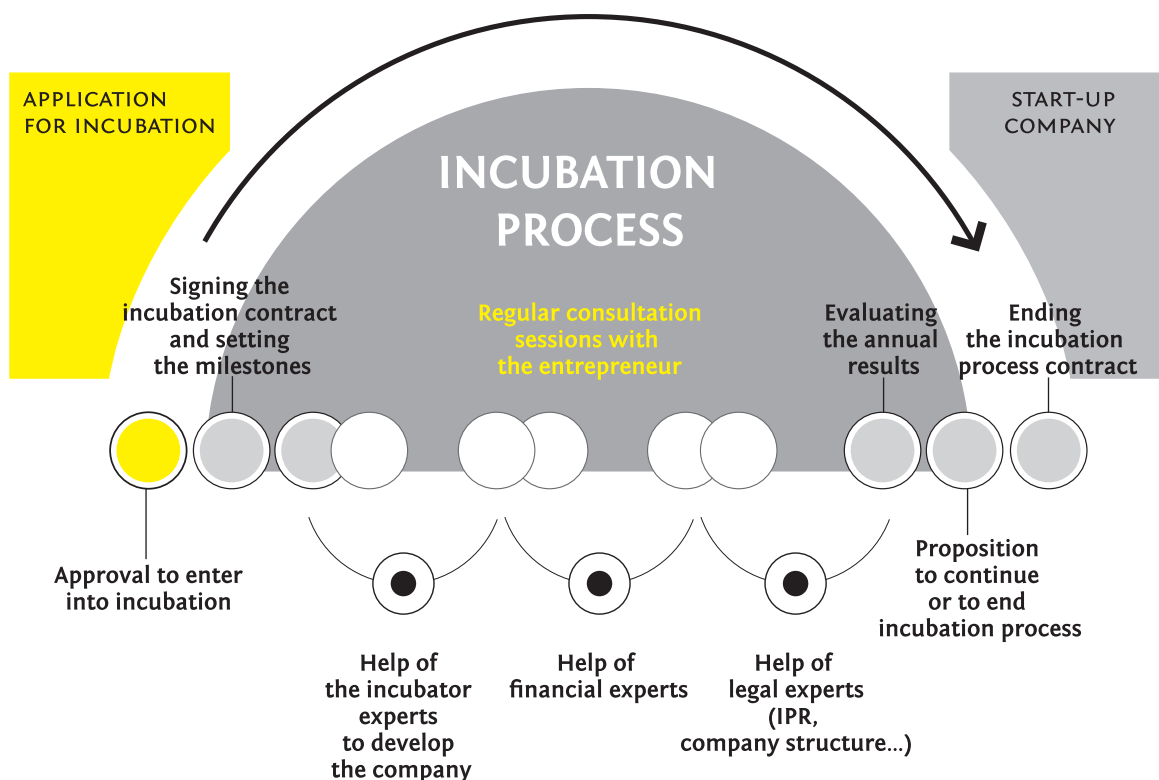 APPLICATION
FOR INCUBATION
START-UP
COMPANY
INCUBATION
PROCESS
Signing the
incubation contract
and setting
the milestones
Regular consultation
sessions with
the entrepreneur
Evaluating
the annual
results
Ending
the incubation
process contract
Approval to enter
into incubation
Help of
the incubator
experts
to develop
the company
Help of
financial experts
Help of
legal experts
(IPR,
company structure...)
Proposition
to continue
or to end
incubation process